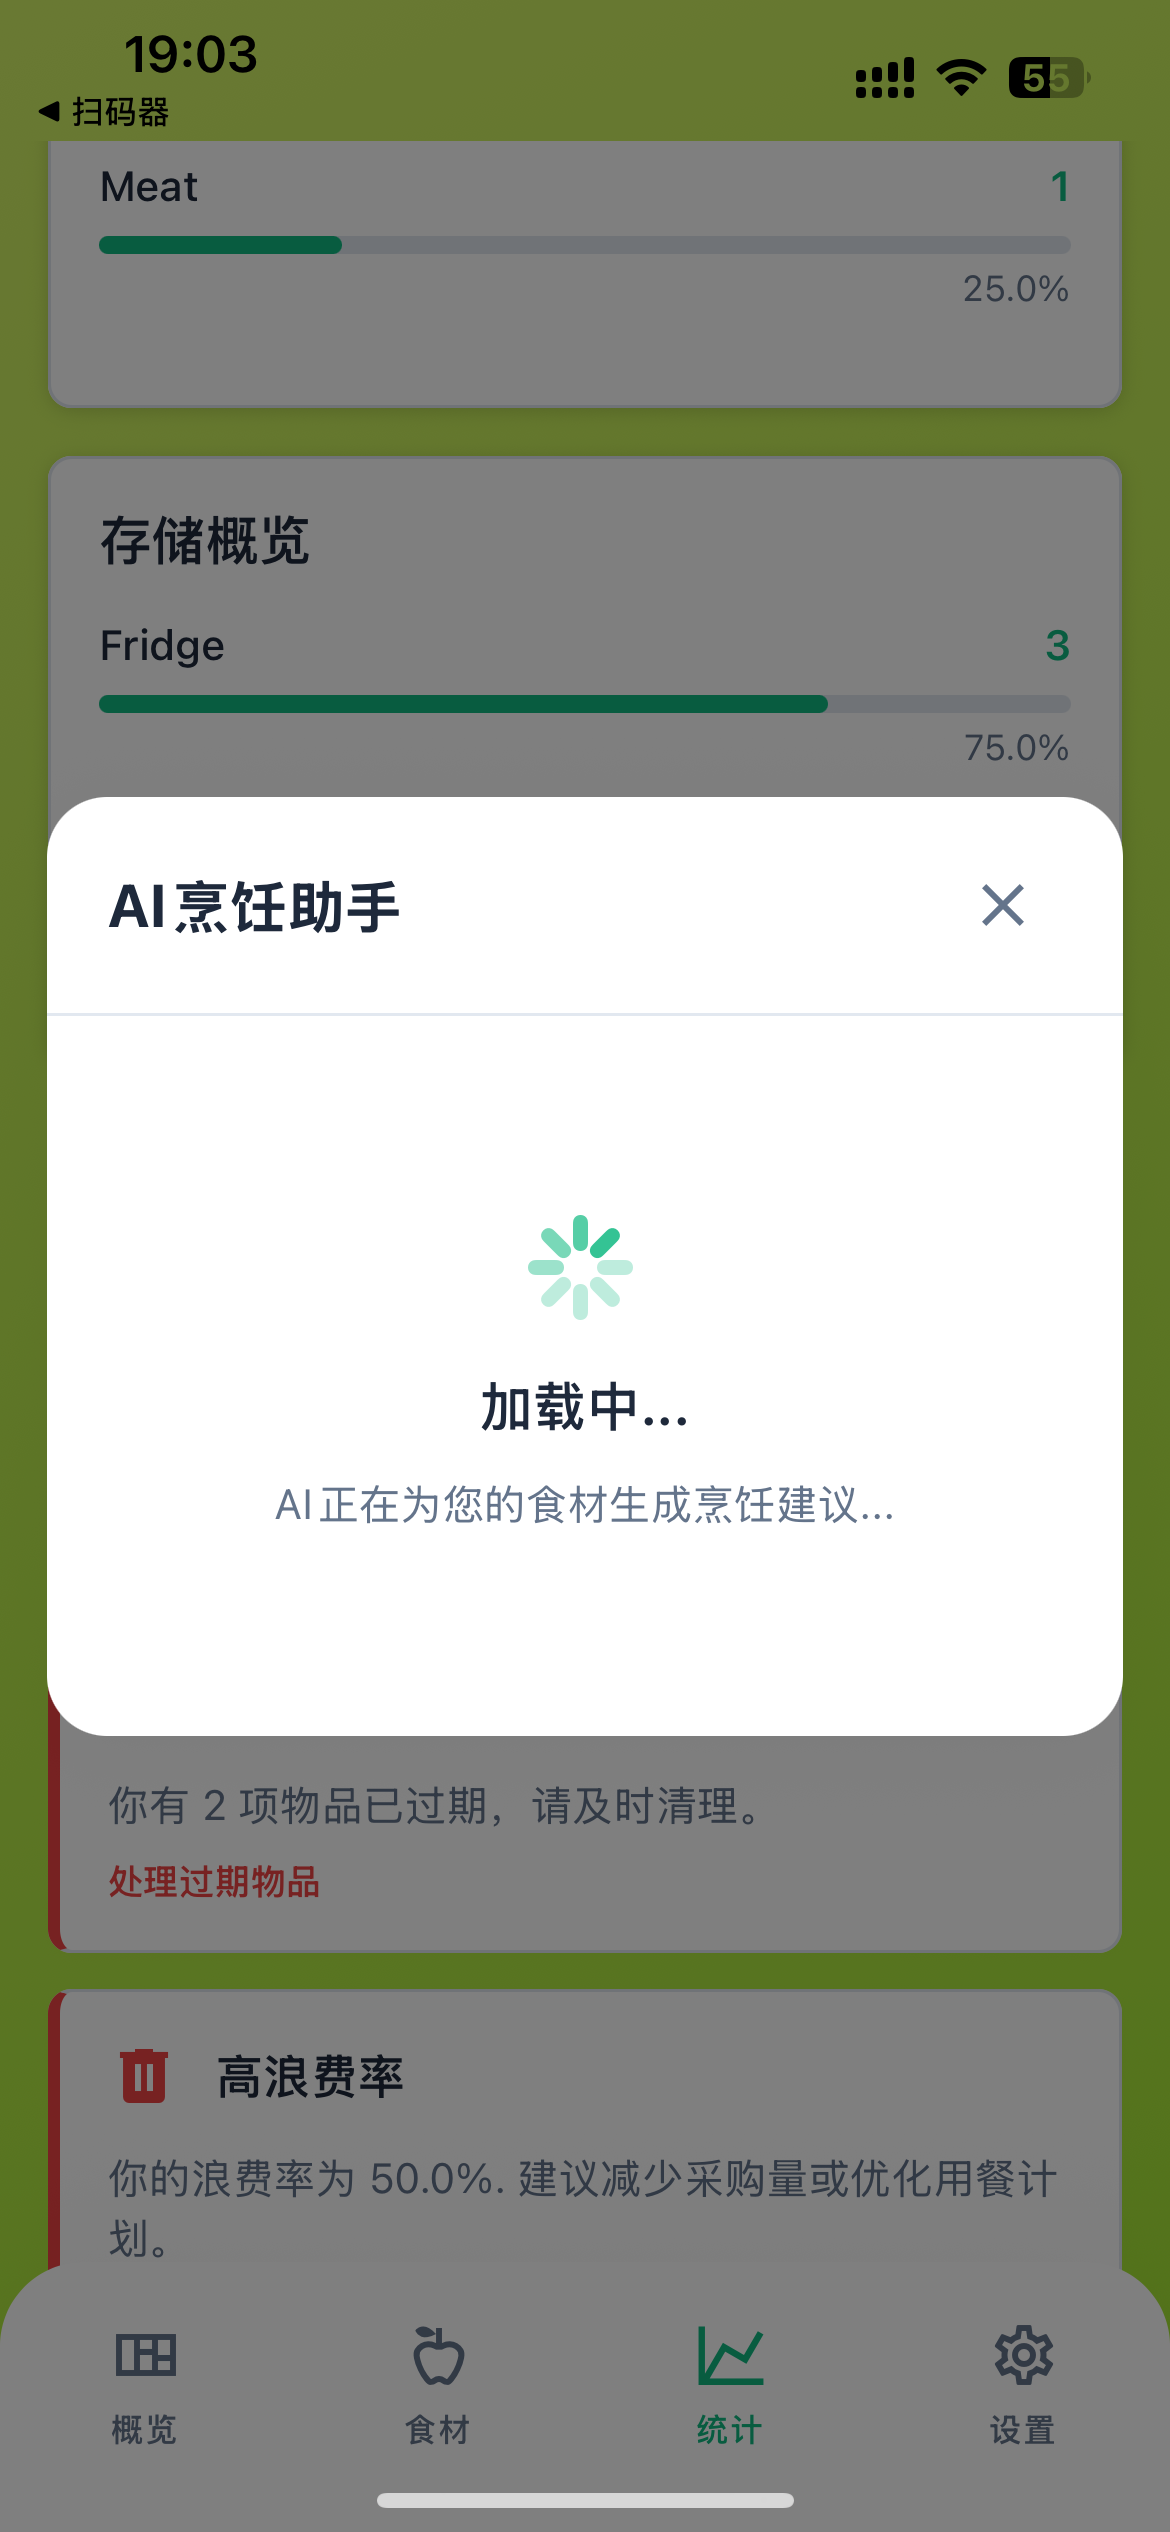 19:03
55
扫码器
Meat
1
25.0%
存储概览
Fridge
3
75.0%
AI烹饪助手
加载中...
AI正在为您的食材生成烹饪建议...
你有 2 项物品已过期，请及时清理。
处理过期物品
高浪费率
你的浪费率为 50.0%. 建议减少采购量或优化用餐计
划。
概览
食材
统计
设置